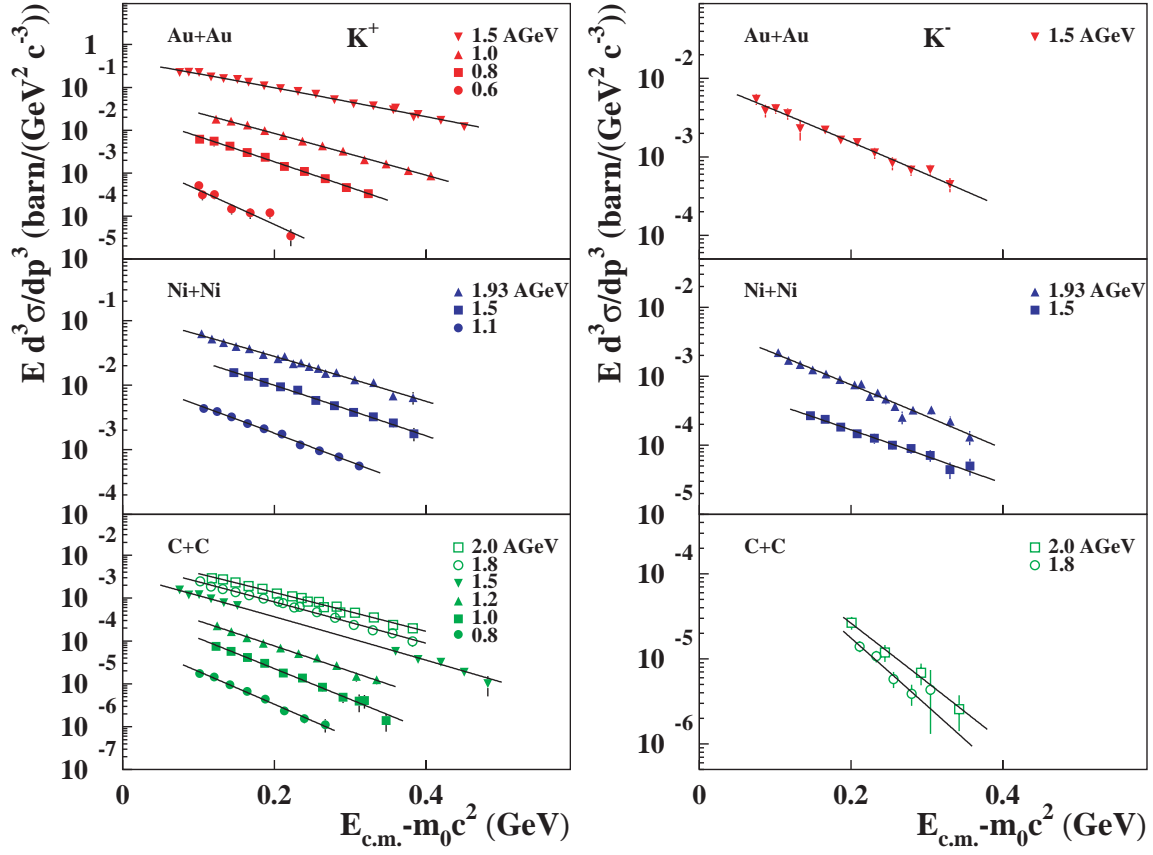 E d³σ/dp³ (barn/(GeV² c⁻³))
Au+Au
K⁺
1.5 AGeV
1.0
0.8
0.6
1
10⁻¹
10⁻²
10⁻³
10⁻⁴
10⁻⁵
Ni+Ni
1.93 AGeV
1.5
1.1
10⁻¹
10⁻²
10⁻³
10⁻⁴
C+C
2.0 AGeV
1.8
1.5
1.2
1.0
0.8
10⁻²
10⁻³
10⁻⁴
10⁻⁵
10⁻⁶
10⁻⁷
10
0
0.2
0.4
E_c.m.-m₀c² (GeV)
E d³σ/dp³ (barn/(GeV² c⁻³))
Au+Au
K⁻
1.5 AGeV
10⁻²
10⁻³
10⁻⁴
Ni+Ni
1.93 AGeV
1.5
10⁻²
10⁻³
10⁻⁴
10⁻⁵
C+C
2.0 AGeV
1.8
10⁻⁴
10⁻⁵
10⁻⁶
0
0.2
0.4
E_c.m.-m₀c² (GeV)